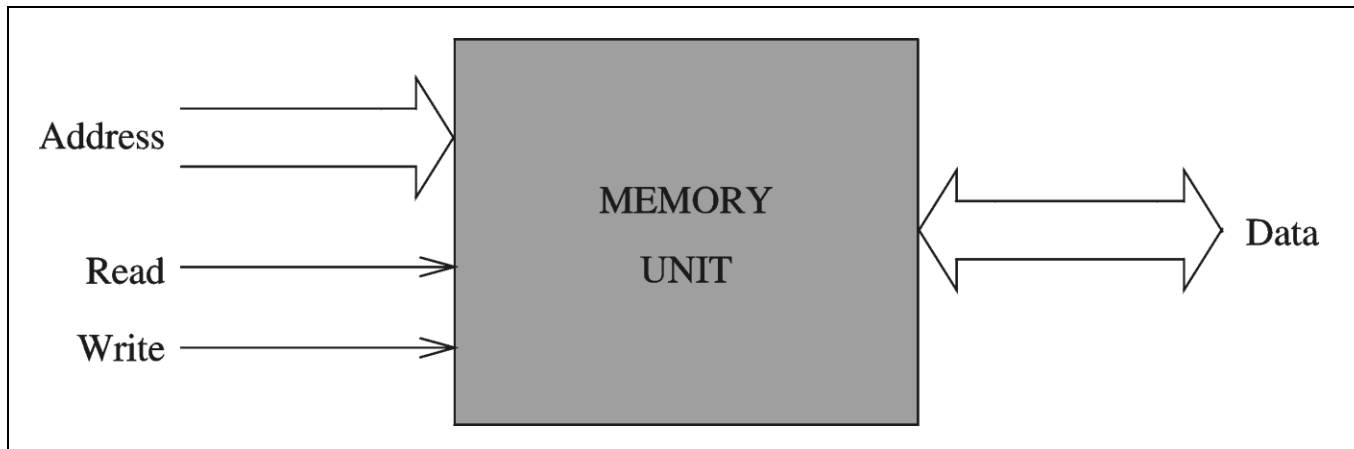 Address
Read
Write
MEMORY
UNIT
Data